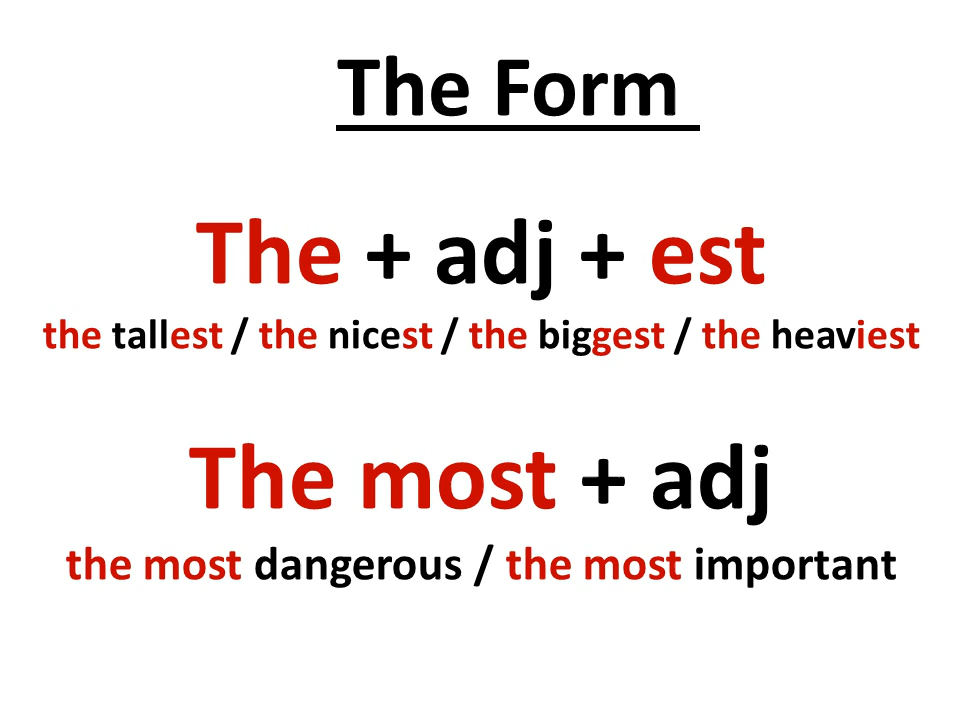 The Form
The + adj + est
the tallest / the nicest / the biggest / the heaviest
The most + adj
the most dangerous / the most important